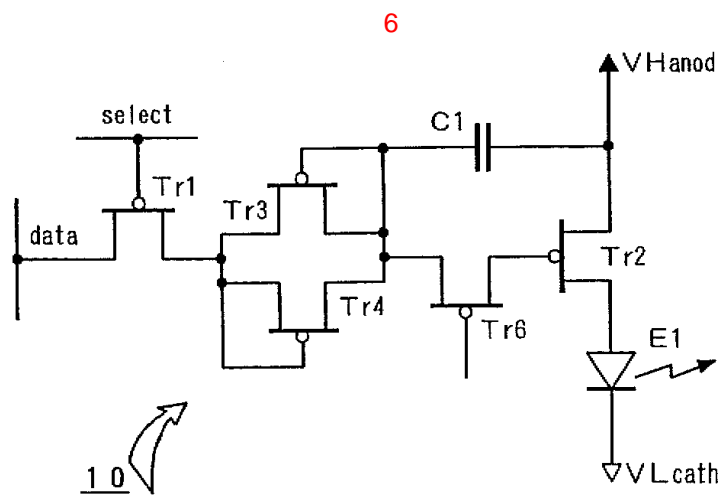 6
VHanod
select
C1
Tr1
Tr3
data
Tr2
Tr4
Tr6
E1
10
VLcath